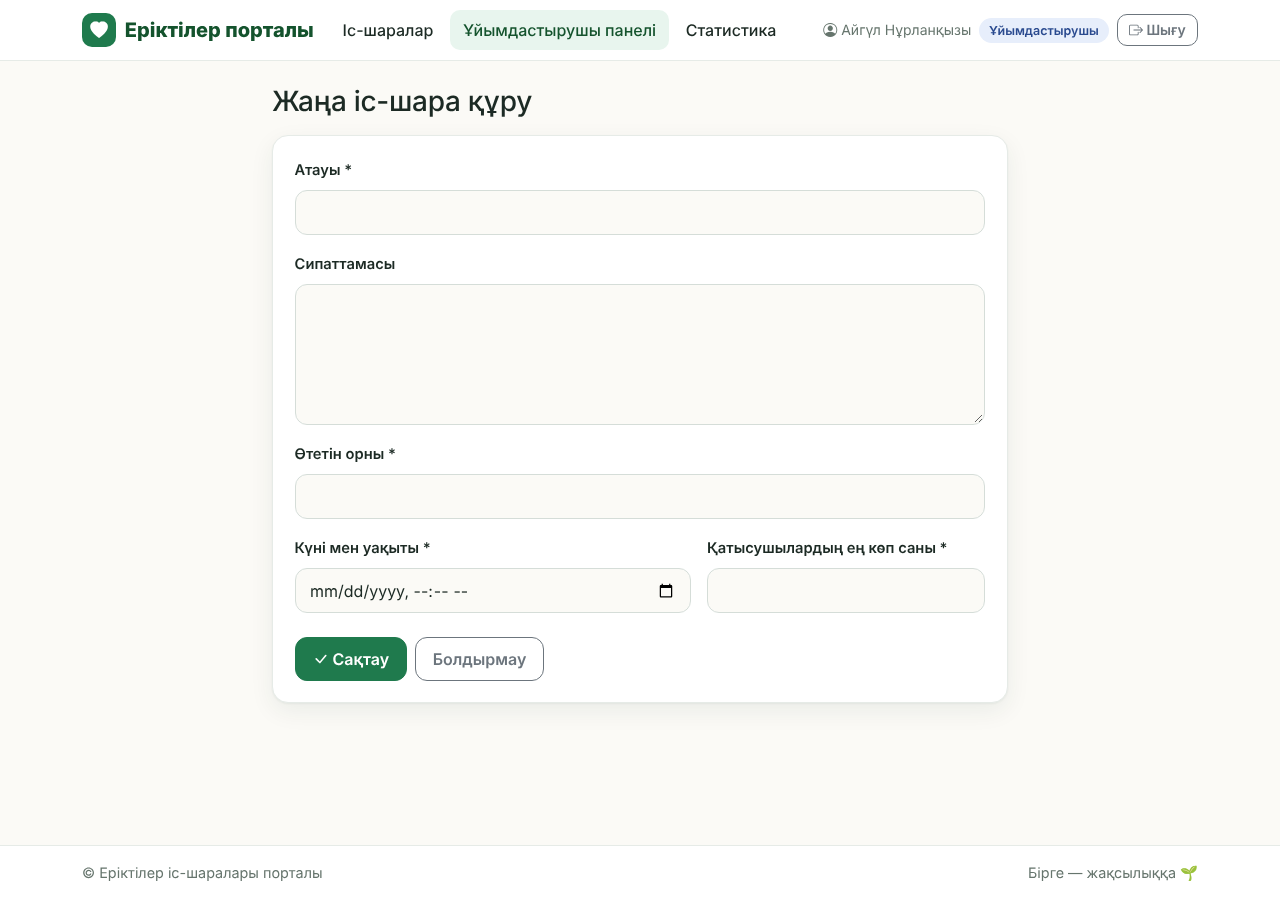 Еріктілер порталы Іс-шаралар Ұйымдастырушы панелі Статистика Айгүл Нұрланқызы Ұйымдастырушы Шығу
Жаңа іс-шара құру
Атауы *
Сипаттамасы
Өтетін орны *
Күні мен уақыты * Қатысушылардың ең көп саны *
mm/dd/yyyy, --:-- --
Сақтау Болдырмау
© Еріктілер іс-шаралары порталы Бірге — жақсылыққа 🌱